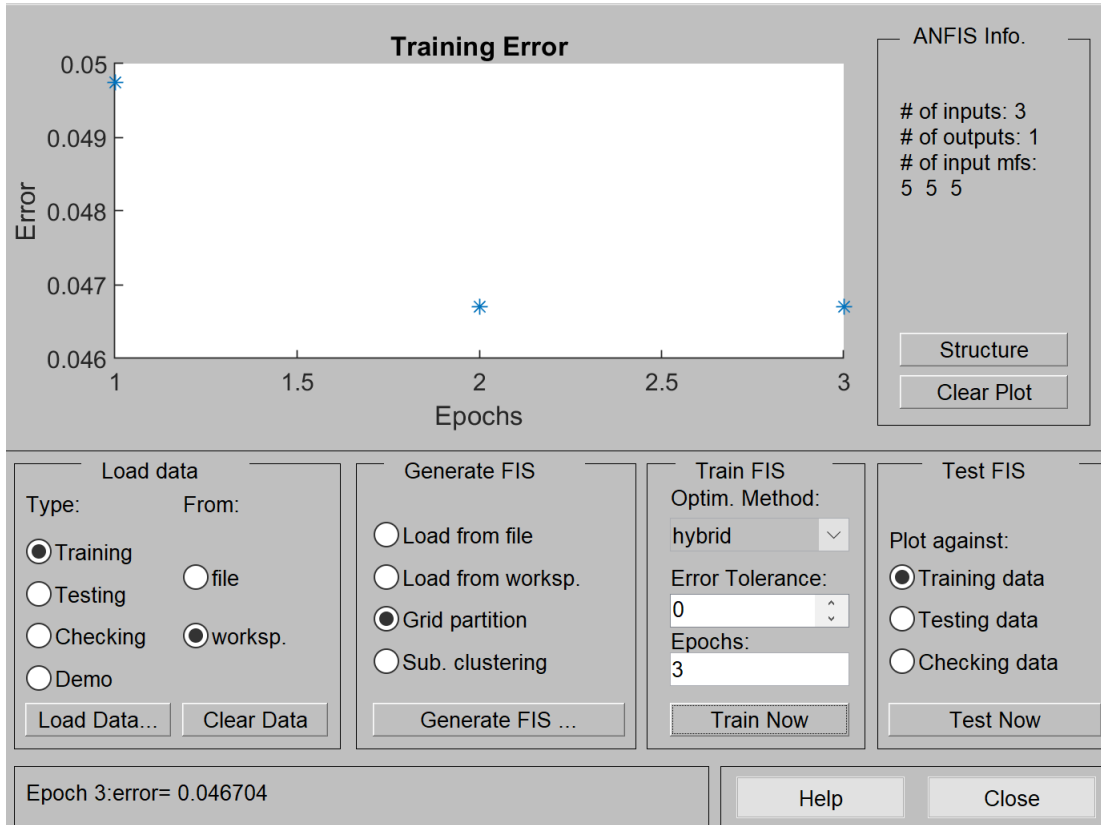 Training Error
0.05
0.049
0.048
0.047
0.046
Error
1
1.5
2
2.5
3
Epochs
ANFIS Info.
# of inputs: 3
# of outputs: 1
# of input mfs:
5 5 5
Structure
Clear Plot
Load data
Type:
From:
Training
Testing
Checking
Demo
file
worksp.
Load Data...
Clear Data
Generate FIS
Load from file
Load from worksp.
Grid partition
Sub. clustering
Generate FIS ...
Train FIS
Optim. Method:
hybrid
Error Tolerance:
0
Epochs:
3
Train Now
Test FIS
Plot against:
Training data
Testing data
Checking data
Test Now
Epoch 3:error= 0.046704
Help
Close